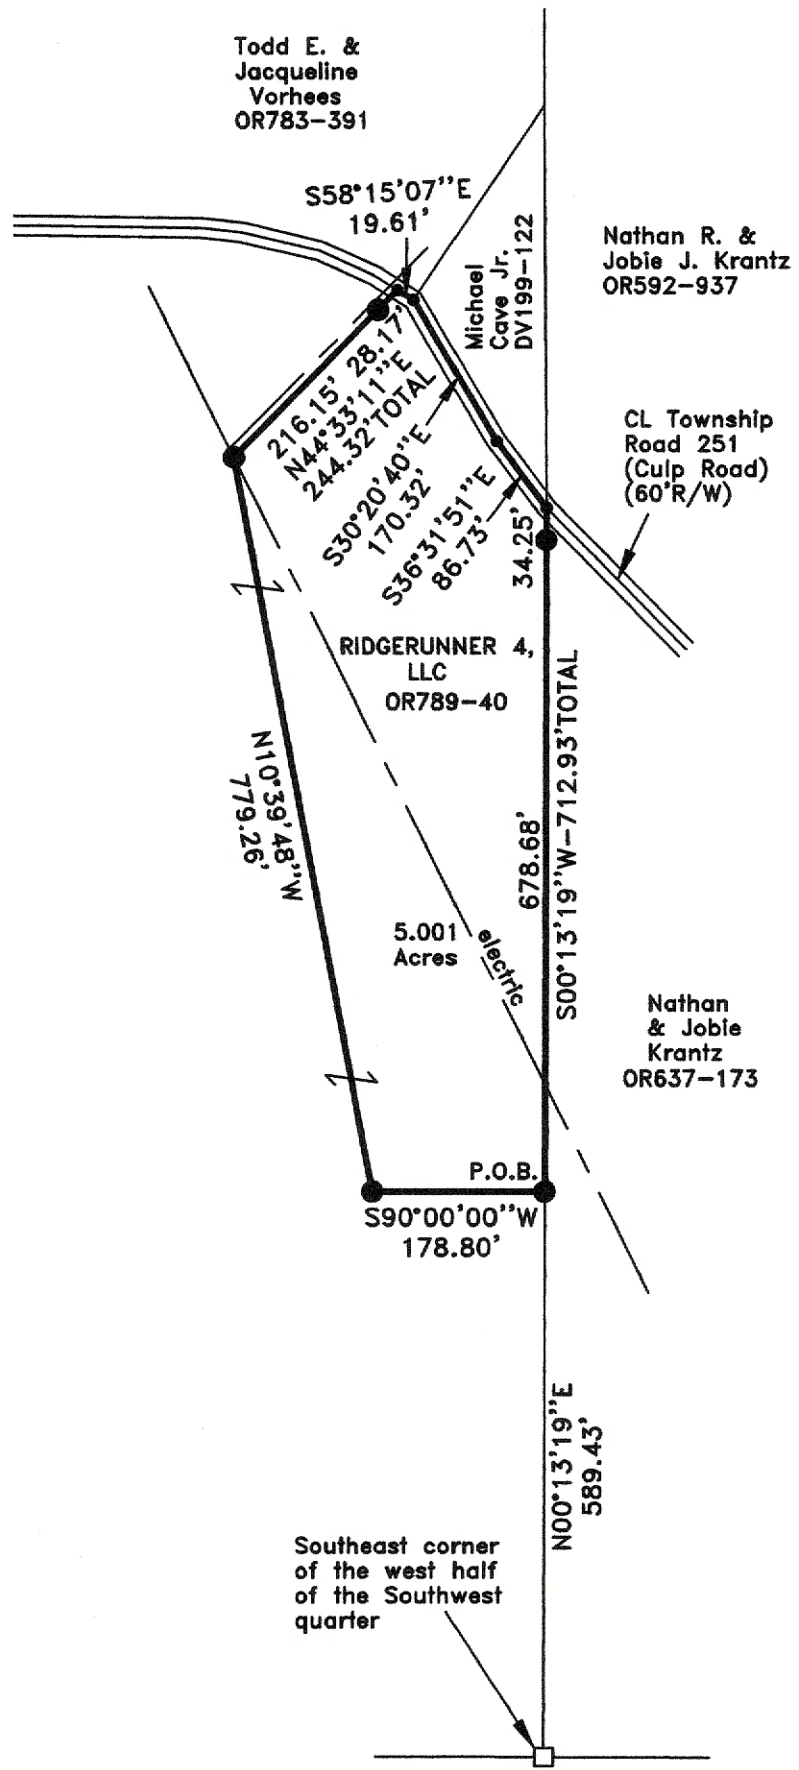 Todd E. &
Jacqueline
Vorhees
OR783-391
S58°15'07"E
19.61'
Nathan R. &
Jobie J. Krantz
OR592-937
Michael
Cave Jr.
DV199-122
216.15' 28.17'
N44°33'11"E
244.32'TOTAL
S30°20'40"E
170.32'
S36°31'51"E
86.73'
34.25'
CL Township
Road 251
(Culp Road)
(60'R/W)
RIDGERUNNER 4,
LLC
OR789-40
N10°39'48"W
779.26'
678.68'
S00°13'19"W-712.93'TOTAL
5.001
Acres
electric
Nathan
& Jobie
Krantz
OR637-173
P.O.B.
S90°00'00"W
178.80'
N00°13'19"E
589.43'
Southeast corner
of the west half
of the Southwest
quarter